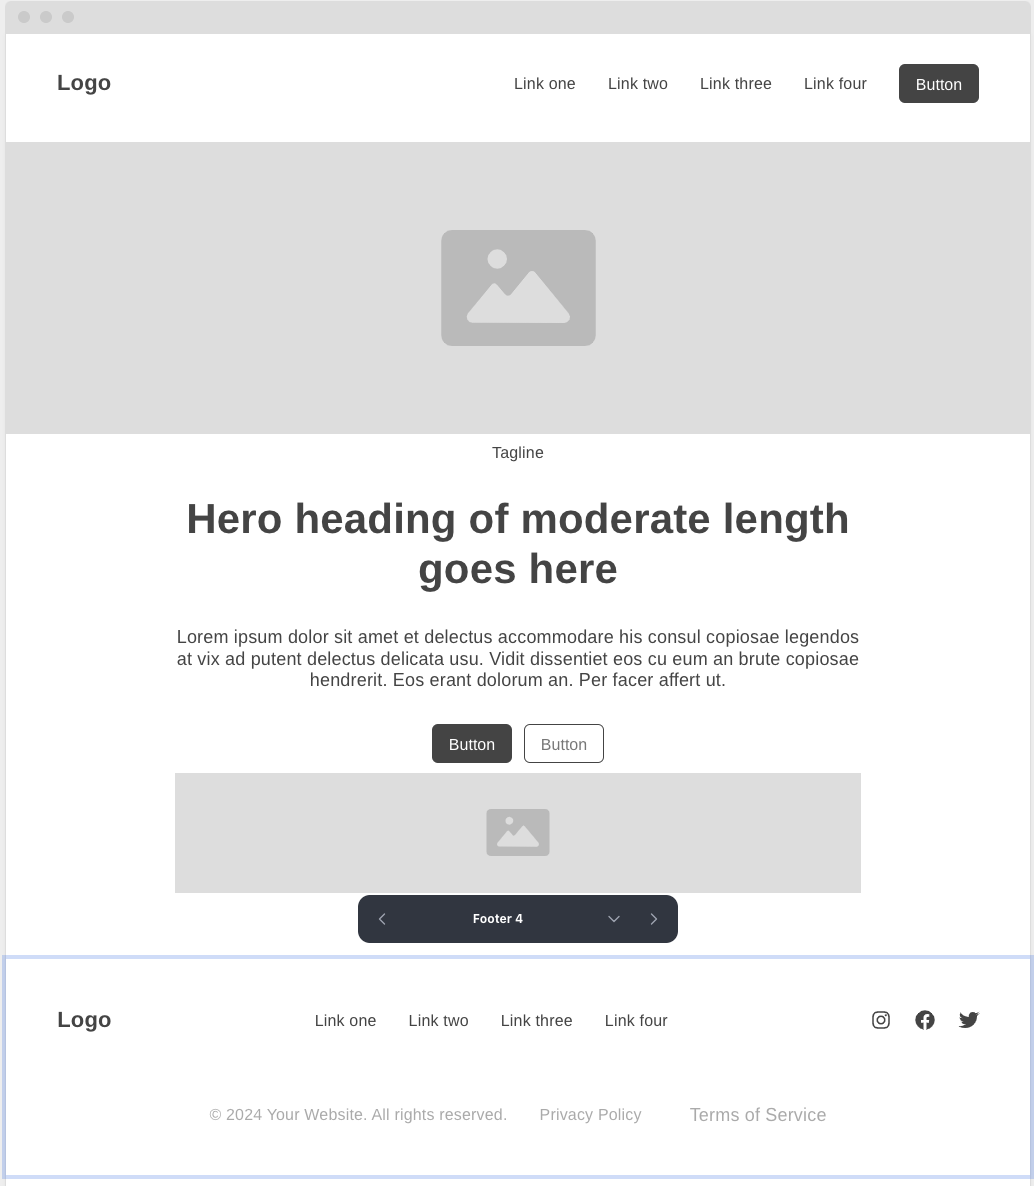 Logo
Link one
Link two
Link three
Link four
Button
Tagline
Hero heading of moderate length
goes here
Lorem ipsum dolor sit amet et delectus accommodare his consul copiosae legendos
at vix ad putent delectus delicata usu. Vidit dissentiet eos cu eum an brute copiosae
hendrerit. Eos erant dolorum an. Per facer affert ut.
Button
Button
Footer 4
Logo
Link one
Link two
Link three
Link four
© 2024 Your Website. All rights reserved.
Privacy Policy
Terms of Service